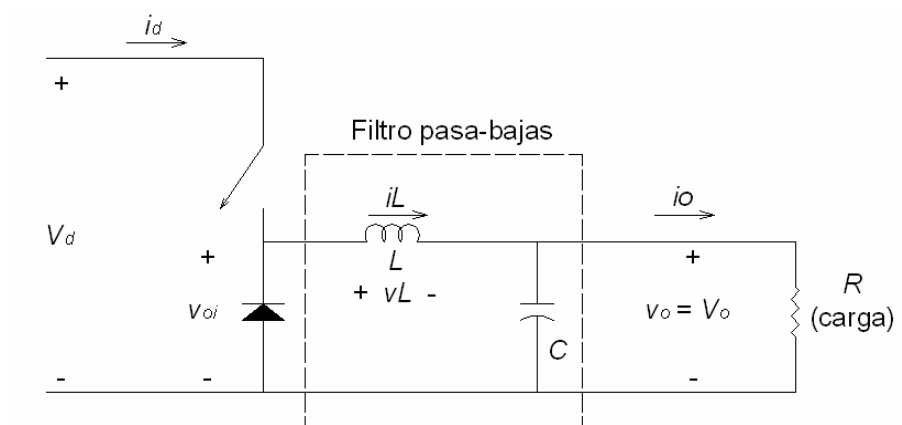 id
+
Filtro pasa-bajas
iL
io
Vd
+
L
+
R
+ vL -
voi
vo = Vo
(carga)
C
-
-
-